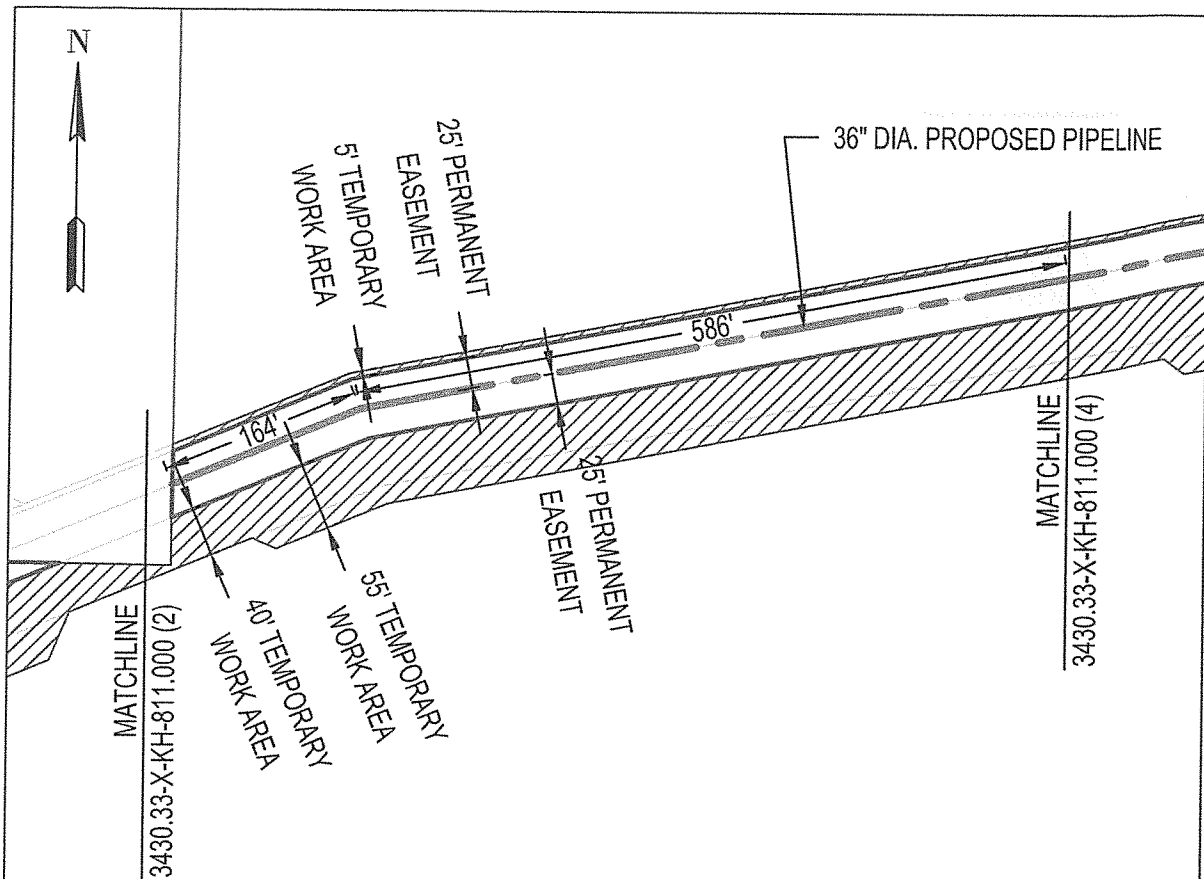 N
5' TEMPORARY
WORK AREA
25' PERMANENT
EASEMENT
36" DIA. PROPOSED PIPELINE
586'
164'
25' PERMANENT
EASEMENT
55' TEMPORARY
WORK AREA
40' TEMPORARY
WORK AREA
MATCHLINE
3430.33-X-KH-811.000 (2)
MATCHLINE
3430.33-X-KH-811.000 (4)